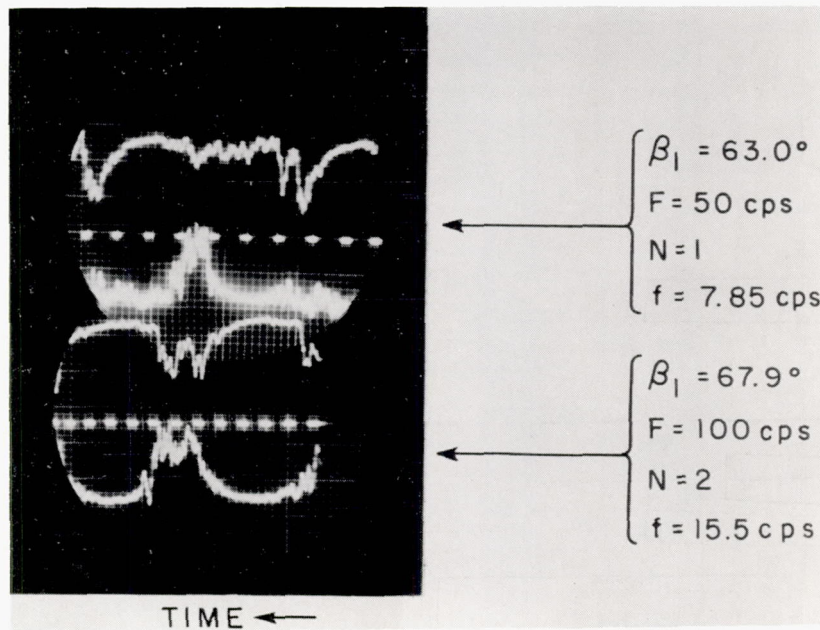 β₁ = 63.0°
F = 50 cps
N = 1
f = 7.85 cps
β₁ = 67.9°
F = 100 cps
N = 2
f = 15.5 cps
TIME ←